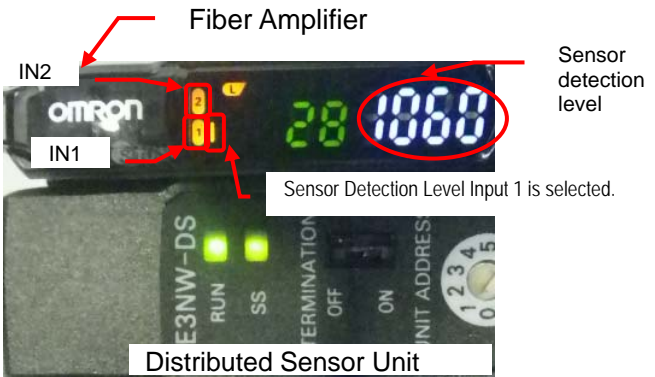 Fiber Amplifier
Sensor
detection
level
IN2
L
OMRON
2
1
28
1060
IN1
Sensor Detection Level Input 1 is selected.
E3NW-DS
RUN
SS
TERMINATION
OFF
ON
UNIT ADDRESS
0 1 2 3 4 5
Distributed Sensor Unit